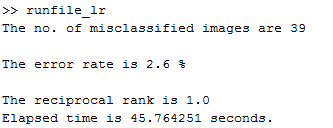 >> runfile_lr
The no. of misclassified images are 39
The error rate is 2.6 %
The reciprocal rank is 1.0
Elapsed time is 45.764251 seconds.